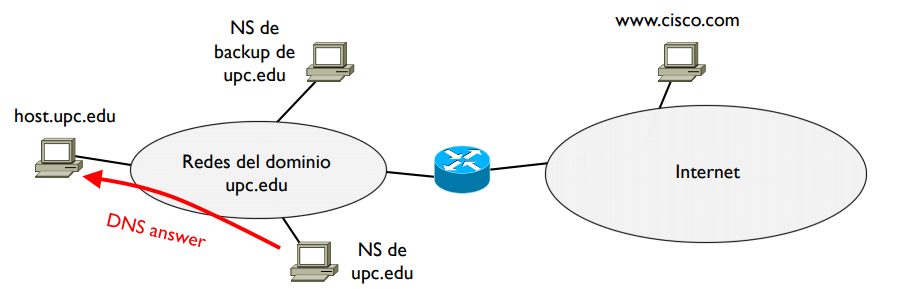 NS de
backup de
upc.edu
www.cisco.com
host.upc.edu
Redes del dominio
upc.edu
Internet
DNS answer
NS de
upc.edu